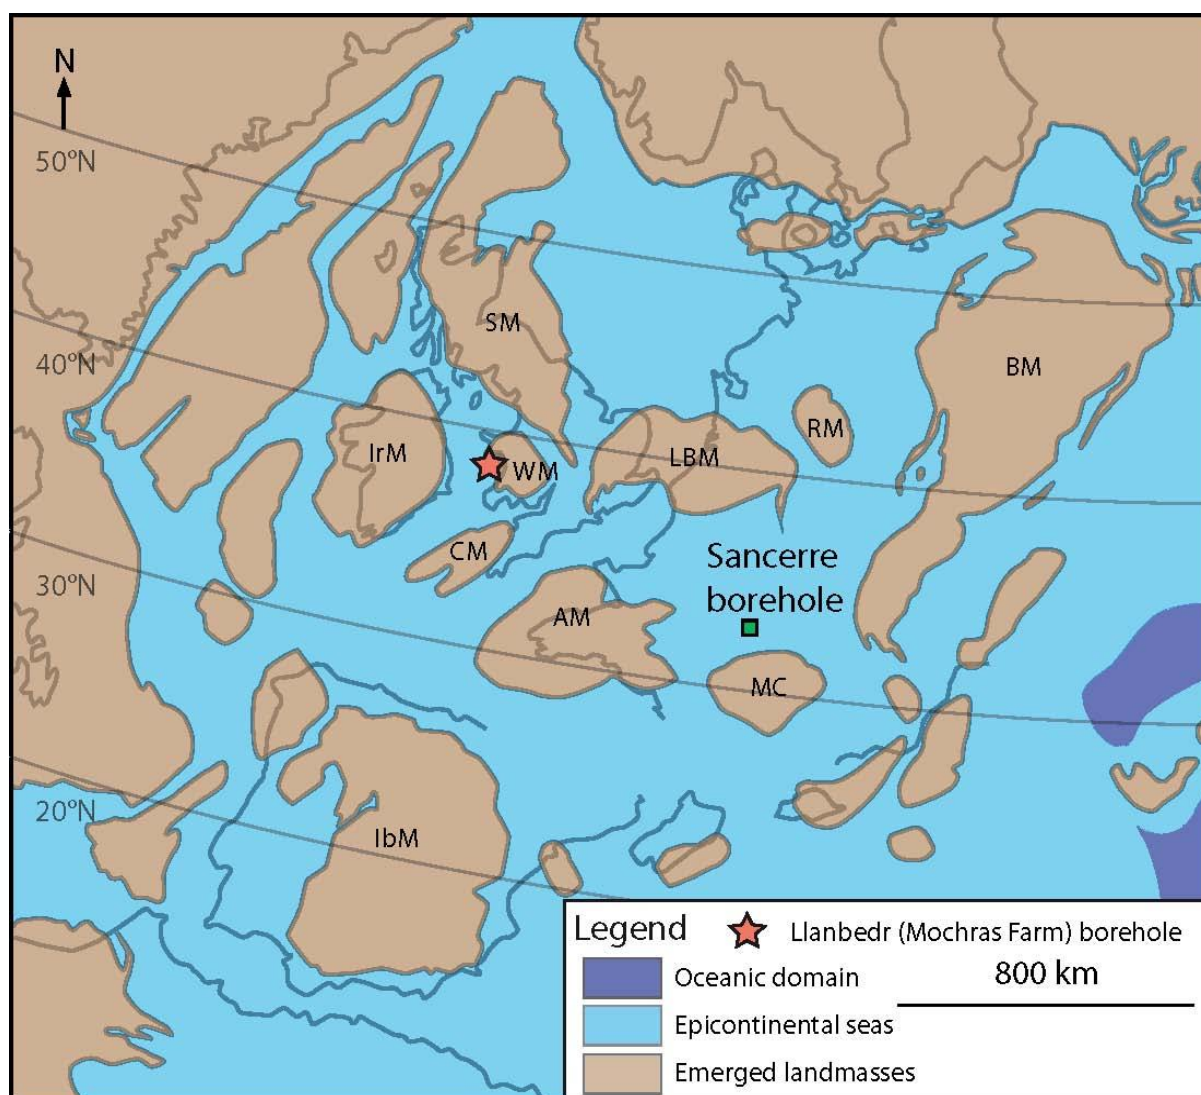 N
50ºN
40ºN
30ºN
20ºN
SM
BM
RM
IrM
WM
LBM
CM
Sancerre
borehole
AM
MC
IbM
Legend
Llanbedr (Mochras Farm) borehole
Oceanic domain
800 km
Epicontinental seas
Emerged landmasses